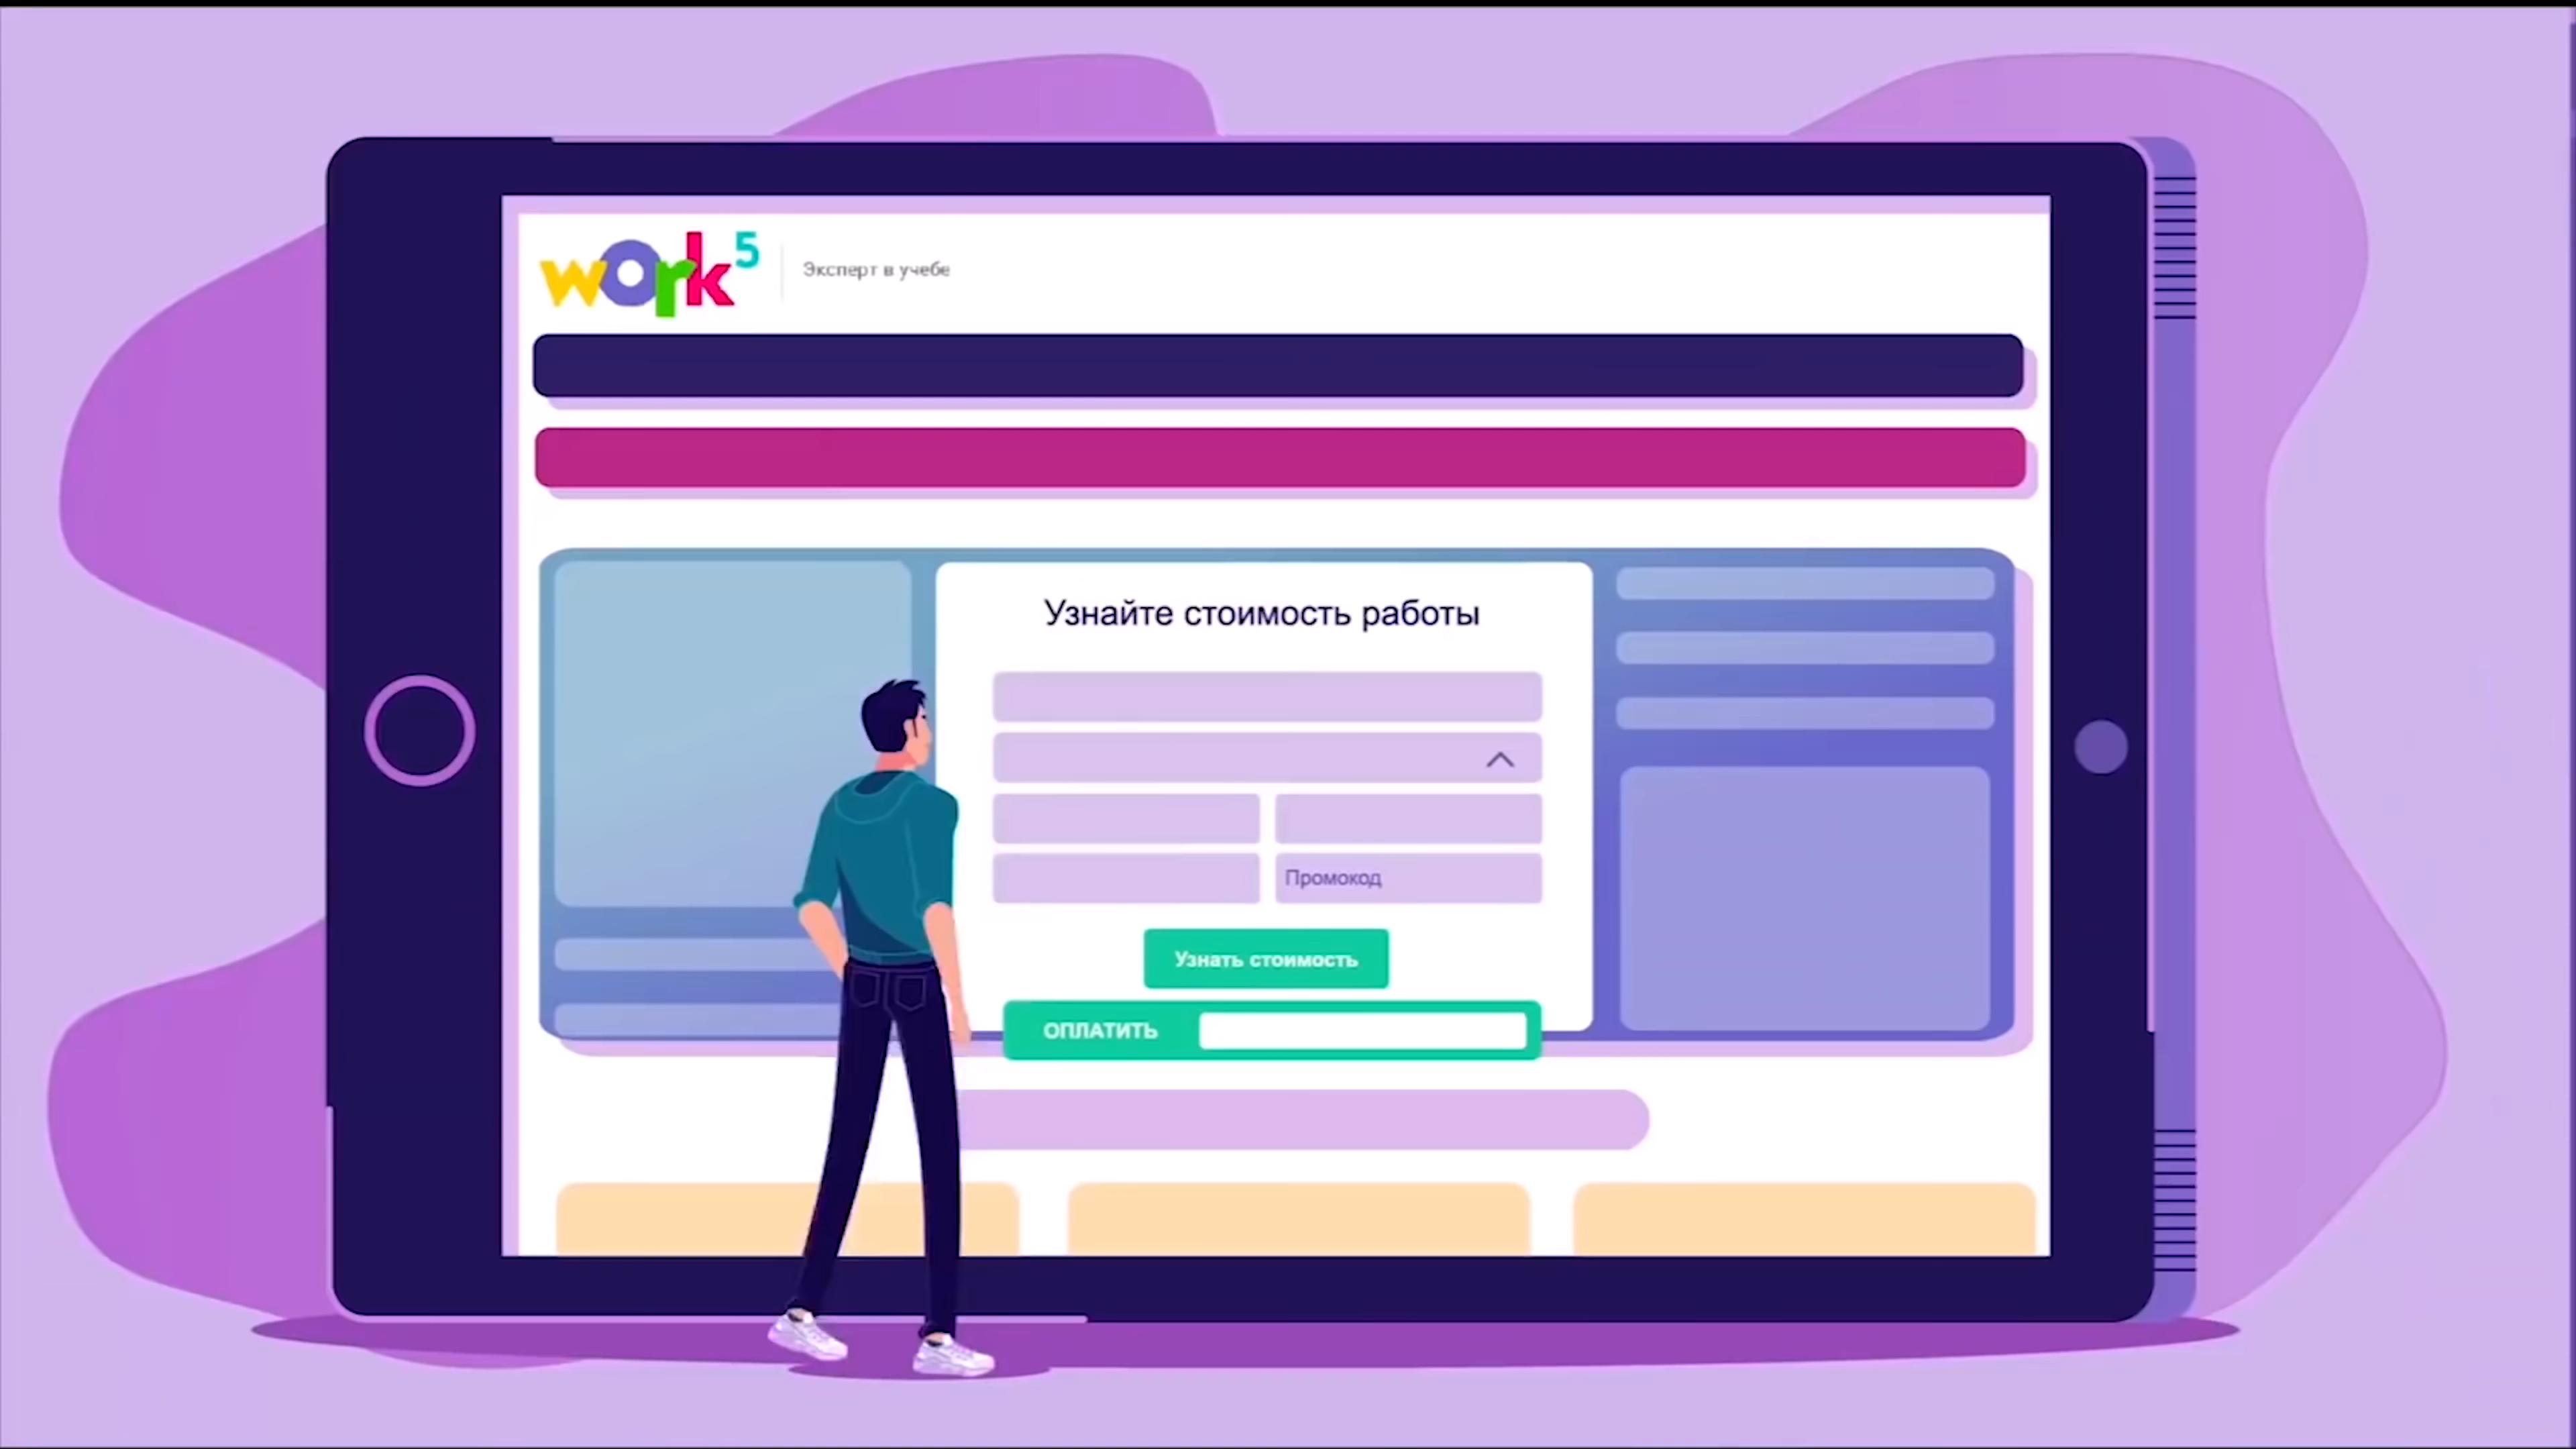 work5
Эксперт в учебе
Узнайте стоимость работы
Промокод
Узнать стоимость
ОПЛАТИТЬ